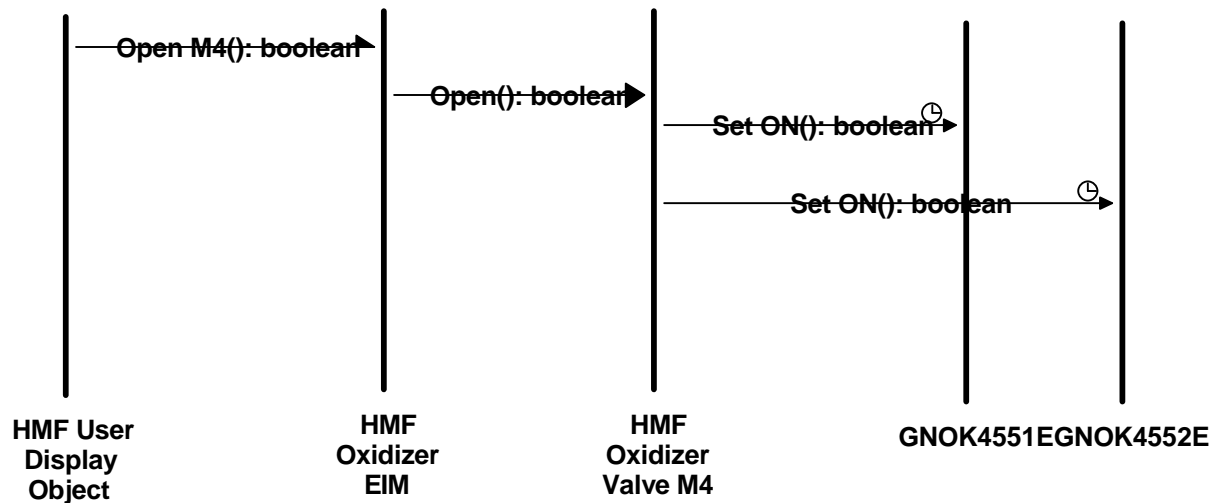 Open M4(): boolean
Open(): boolean
Set ON(): boolean
Set ON(): boolean
HMF User
Display
Object
HMF
Oxidizer
EIM
HMF
Oxidizer
Valve M4
GNOK4551EGNOK4552E